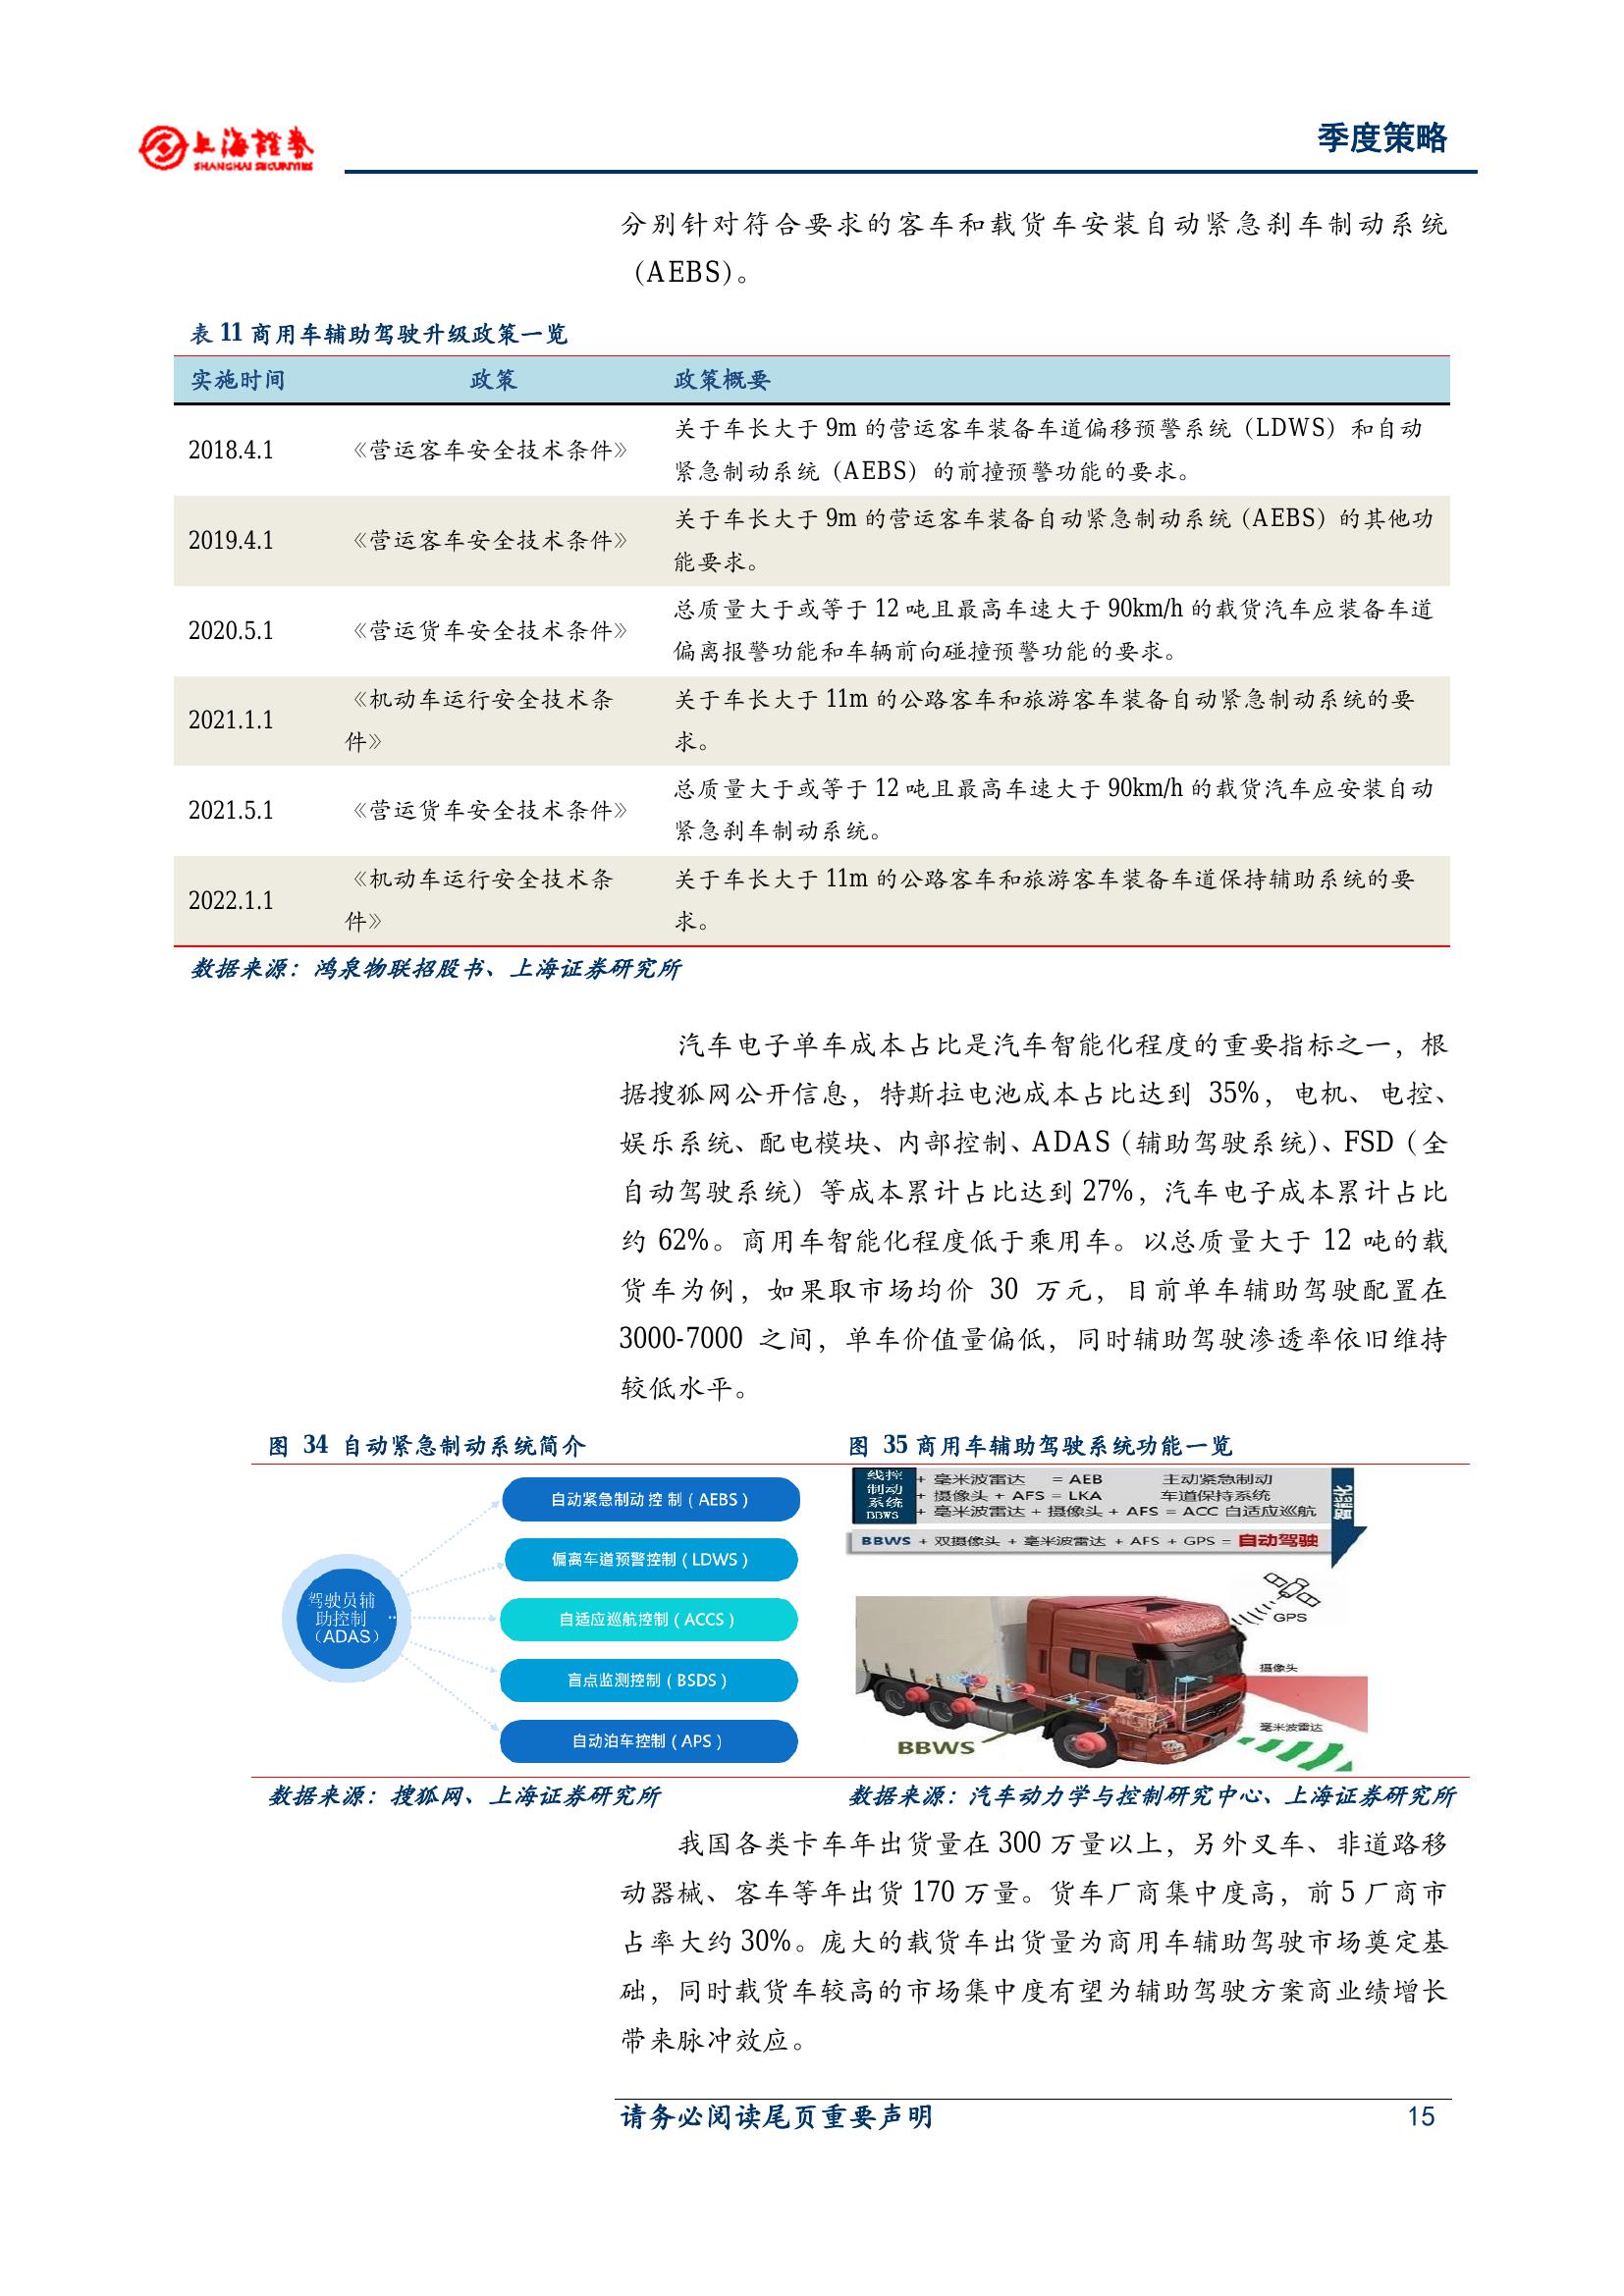 上海證券
SHANGHAI SECURITIES
季度策略
分别针对符合要求的客车和载货车安装自动紧急刹车制动系统
（AEBS）。
表 11 商用车辅助驾驶升级政策一览
实施时间 政策 政策概要
2018.4.1 《营运客车安全技术条件》 关于车长大于 9m 的营运客车装备车道偏移预警系统（LDWS）和自动
紧急制动系统（AEBS）的前撞预警功能的要求。
2019.4.1 《营运客车安全技术条件》 关于车长大于 9m 的营运客车装备自动紧急制动系统（AEBS）的其他功
能要求。
2020.5.1 《营运货车安全技术条件》 总质量大于或等于 12 吨且最高车速大于 90km/h 的载货汽车应装备车道
偏离报警功能和车辆前向碰撞预警功能的要求。
2021.1.1 《机动车运行安全技术条 关于车长大于 11m 的公路客车和旅游客车装备自动紧急制动系统的要
件》 求。
2021.5.1 《营运货车安全技术条件》 总质量大于或等于 12 吨且最高车速大于 90km/h 的载货汽车应安装自动
紧急刹车制动系统。
2022.1.1 《机动车运行安全技术条 关于车长大于 11m 的公路客车和旅游客车装备车道保持辅助系统的要
件》 求。
数据来源：鸿泉物联招股书、上海证券研究所
汽车电子单车成本占比是汽车智能化程度的重要指标之一，根
据搜狐网公开信息，特斯拉电池成本占比达到 35%，电机、电控、
娱乐系统、配电模块、内部控制、ADAS（辅助驾驶系统）、FSD（全
自动驾驶系统）等成本累计占比达到 27%，汽车电子成本累计占比
约 62%。商用车智能化程度低于乘用车。以总质量大于 12 吨的载
货车为例，如果取市场均价 30 万元，目前单车辅助驾驶配置在
3000-7000 之间，单车价值量偏低，同时辅助驾驶渗透率依旧维持
较低水平。
图 34 自动紧急制动系统简介
驾驶员辅
助控制
（ADAS）
自动紧急制动 控 制（AEBS）
偏离车道预警控制（LDWS）
自适应巡航控制（ACCS）
盲点监测控制（BSDS）
自动泊车控制（APS）
数据来源：搜狐网、上海证券研究所
图 35 商用车辅助驾驶系统功能一览
线控
制动
系统
BBWS
+ 毫米波雷达 = AEB 主动紧急制动
+ 摄像头 + AFS = LKA 车道保持系统
+ 毫米波雷达 + 摄像头 + AFS = ACC 自适应巡航
BBWS + 双摄像头 + 毫米波雷达 + AFS + GPS = 自动驾驶
智能化
GPS
摄像头
毫米波雷达
BBWS
数据来源：汽车动力学与控制研究中心、上海证券研究所
我国各类卡车年出货量在 300 万量以上，另外叉车、非道路移
动器械、客车等年出货 170 万量。货车厂商集中度高，前 5 厂商市
占率大约 30%。庞大的载货车出货量为商用车辅助驾驶市场奠定基
础，同时载货车较高的市场集中度有望为辅助驾驶方案商业绩增长
带来脉冲效应。
请务必阅读尾页重要声明 15